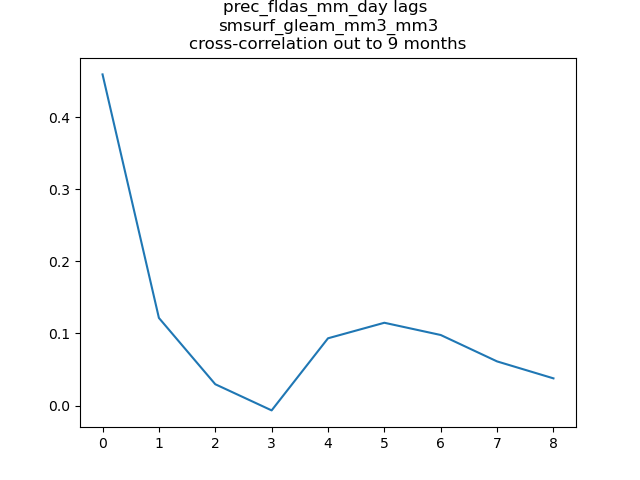 prec_fldas_mm_day lags
smsurf_gleam_mm3_mm3
cross-correlation out to 9 months
0.4
0.3
0.2
0.1
0.0
0 1 2 3 4 5 6 7 8